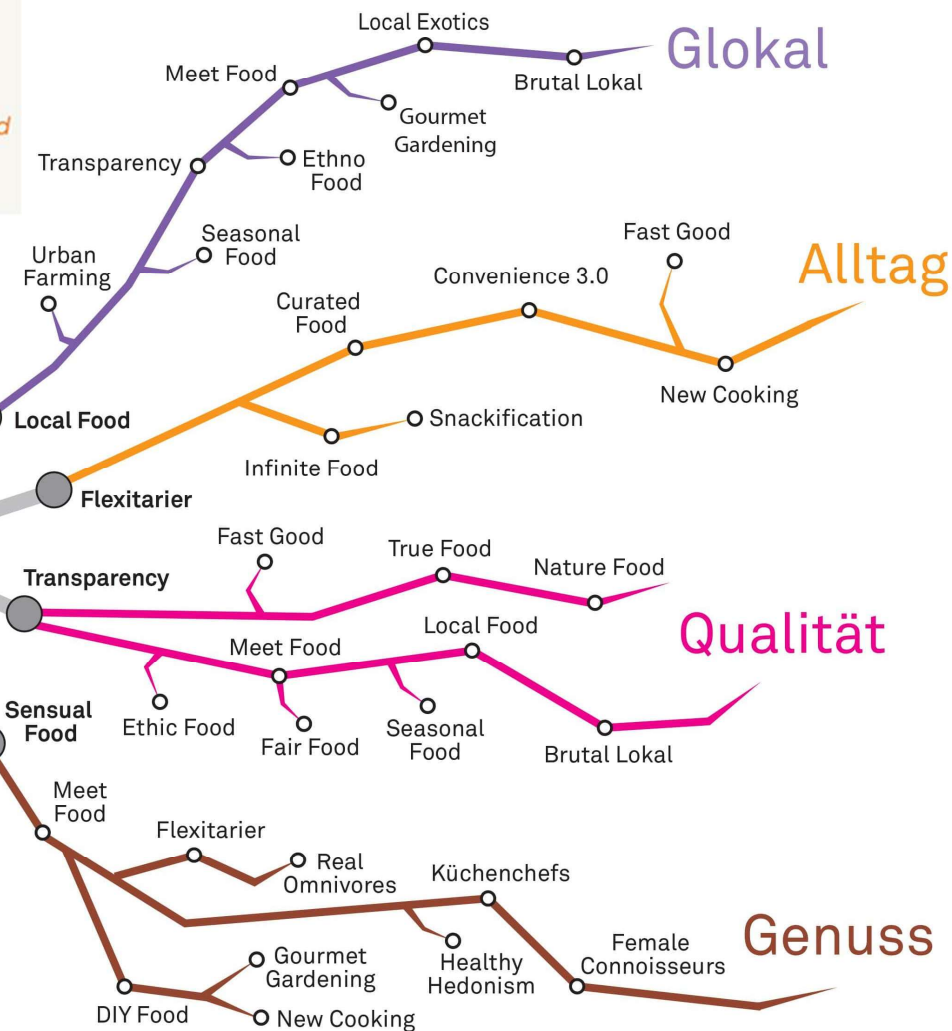 Local Exotics
Glokal
Meet Food
Brutal Lokal
d
Gourmet
Gardening
Transparency
Ethno
Food
Seasonal
Food
Urban
Farming
Fast Good
Alltag
Convenience 3.0
Curated
Food
New Cooking
Local Food
Snackification
Infinite Food
Flexitarier
Fast Good
True Food
Nature Food
Transparency
Qualität
Local Food
Meet Food
Ethic Food
Fair Food
Seasonal
Food
Brutal Lokal
Sensual
Food
Meet
Food
Flexitarier
Real
Omnivores
Küchenchefs
Genuss
Female
Connoisseurs
Healthy
Hedonism
Gourmet
Gardening
DIY Food
New Cooking